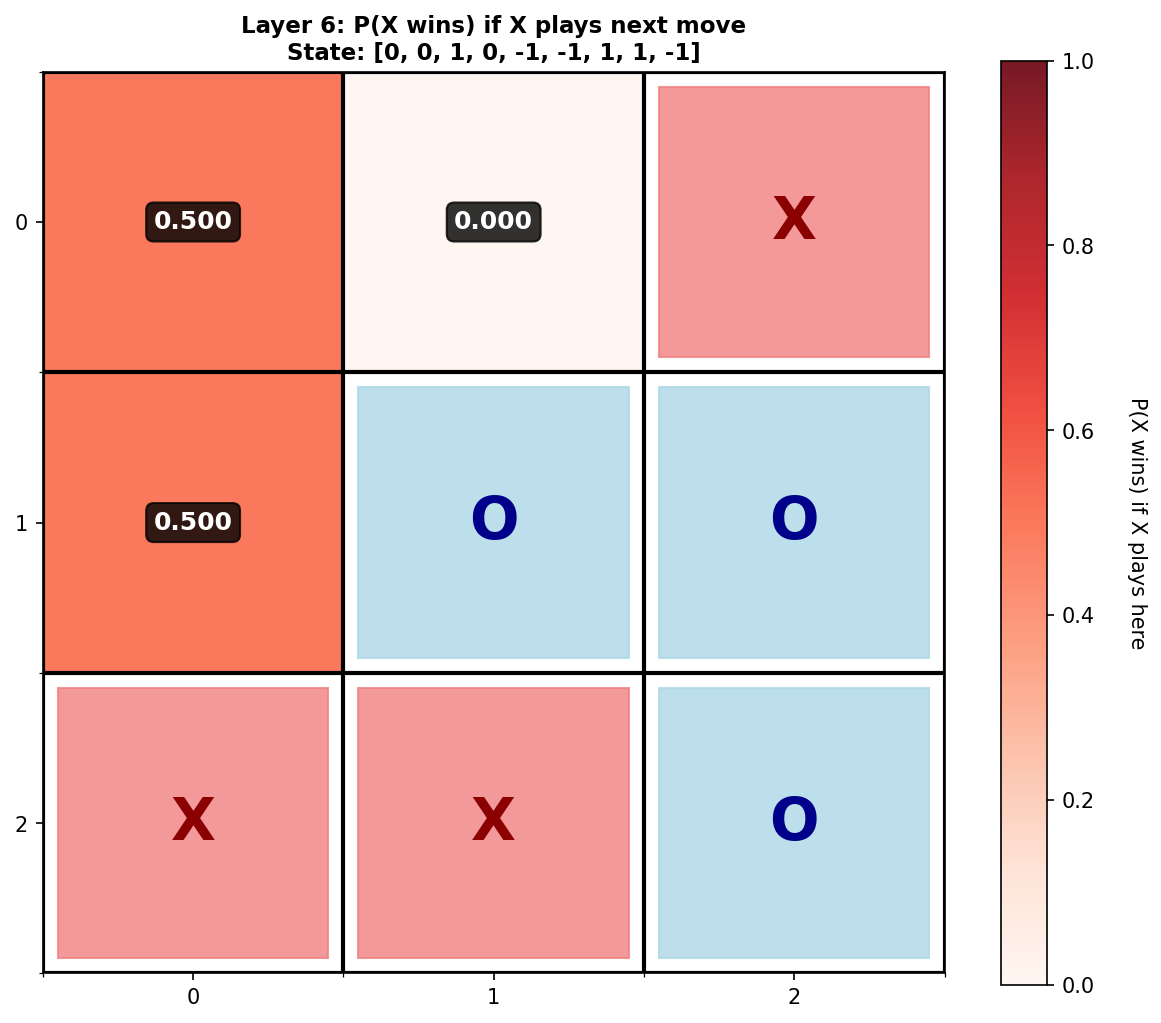 Layer 6: P(X wins) if X plays next move
State: [0, 0, 1, 0, -1, -1, 1, 1, -1]
0
0.500
0.000
X
1
0.500
O
O
2
X
X
O
0
1
2
1.0
0.8
0.6
0.4
0.2
0.0
P(X wins) if X plays here